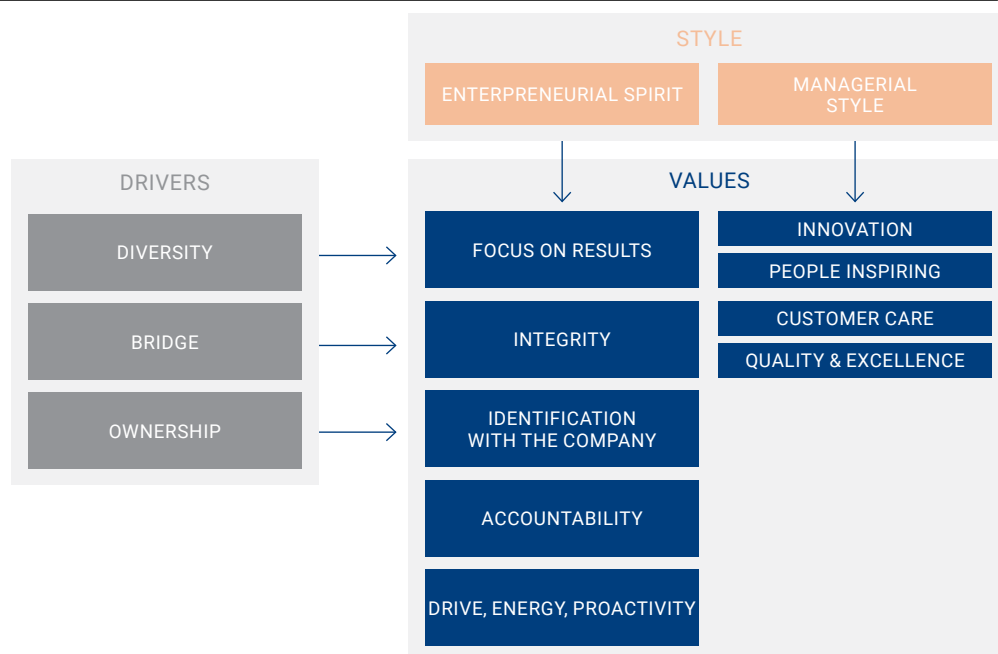 STYLE
ENTERPENEURIAL SPIRIT
MANAGERIAL
STYLE
DRIVERS
DIVERSITY
BRIDGE
OWNERSHIP
VALUES
FOCUS ON RESULTS
INTEGRITY
IDENTIFICATION
WITH THE COMPANY
ACCOUNTABILITY
DRIVE, ENERGY, PROACTIVITY
INNOVATION
PEOPLE INSPIRING
CUSTOMER CARE
QUALITY & EXCELLENCE